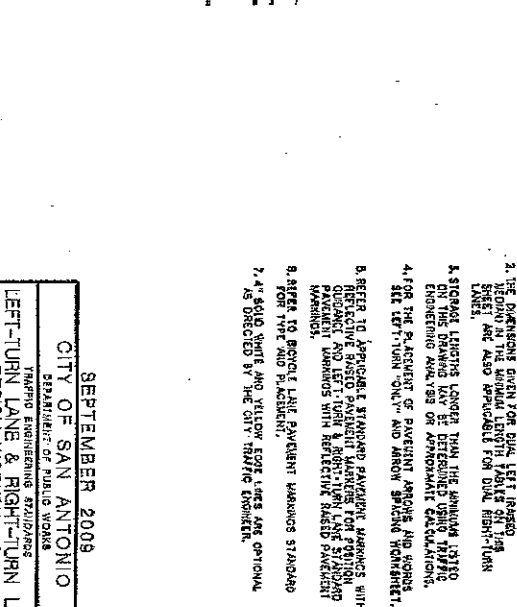 2. THE DIMENSIONS GIVEN FOR DUAL LEFT (RAISED
MEDIAN) IN THE MINIMUM LENGTH TABLES ON THIS
SHEET ARE ALSO APPLICABLE FOR DUAL RIGHT-TURN
LANES.
3. STORAGE LENGTHS LONGER THAN THE MINIMUM LISTED
ON THIS DRAWING MAY BE DETERMINED USING TRAFFIC
ENGINEERING ANALYSIS OR APPROXIMATE CALCULATIONS.
4. FOR THE PLACEMENT OF PAVEMENT ARROWS AND WORDS
SEE LEFT-TURN "ONLY" AND ARROW SPACING WORKSHEET.
5. REFER TO APPLICABLE STANDARD PAVEMENT MARKINGS WITH
REFLECTIVE RAISED PAVEMENT MARKERS FOR POSITION
GUIDANCE AND LEFT-TURN & RIGHT-TURN LANE STANDARD
PAVEMENT MARKINGS WITH REFLECTIVE RAISED PAVEMENT
MARKINGS.
6. REFER TO BICYCLE LANE PAVEMENT MARKINGS STANDARD
FOR TYPE AND PLACEMENT.
7. 4" SOLID WHITE AND YELLOW EDGE LINES ARE OPTIONAL
AS DIRECTED BY THE CITY TRAFFIC ENGINEER.
SEPTEMBER 2009
CITY OF SAN ANTONIO
DEPARTMENT OF PUBLIC WORKS
TRAFFIC ENGINEERING STANDARDS
LEFT-TURN LANE & RIGHT-TURN L